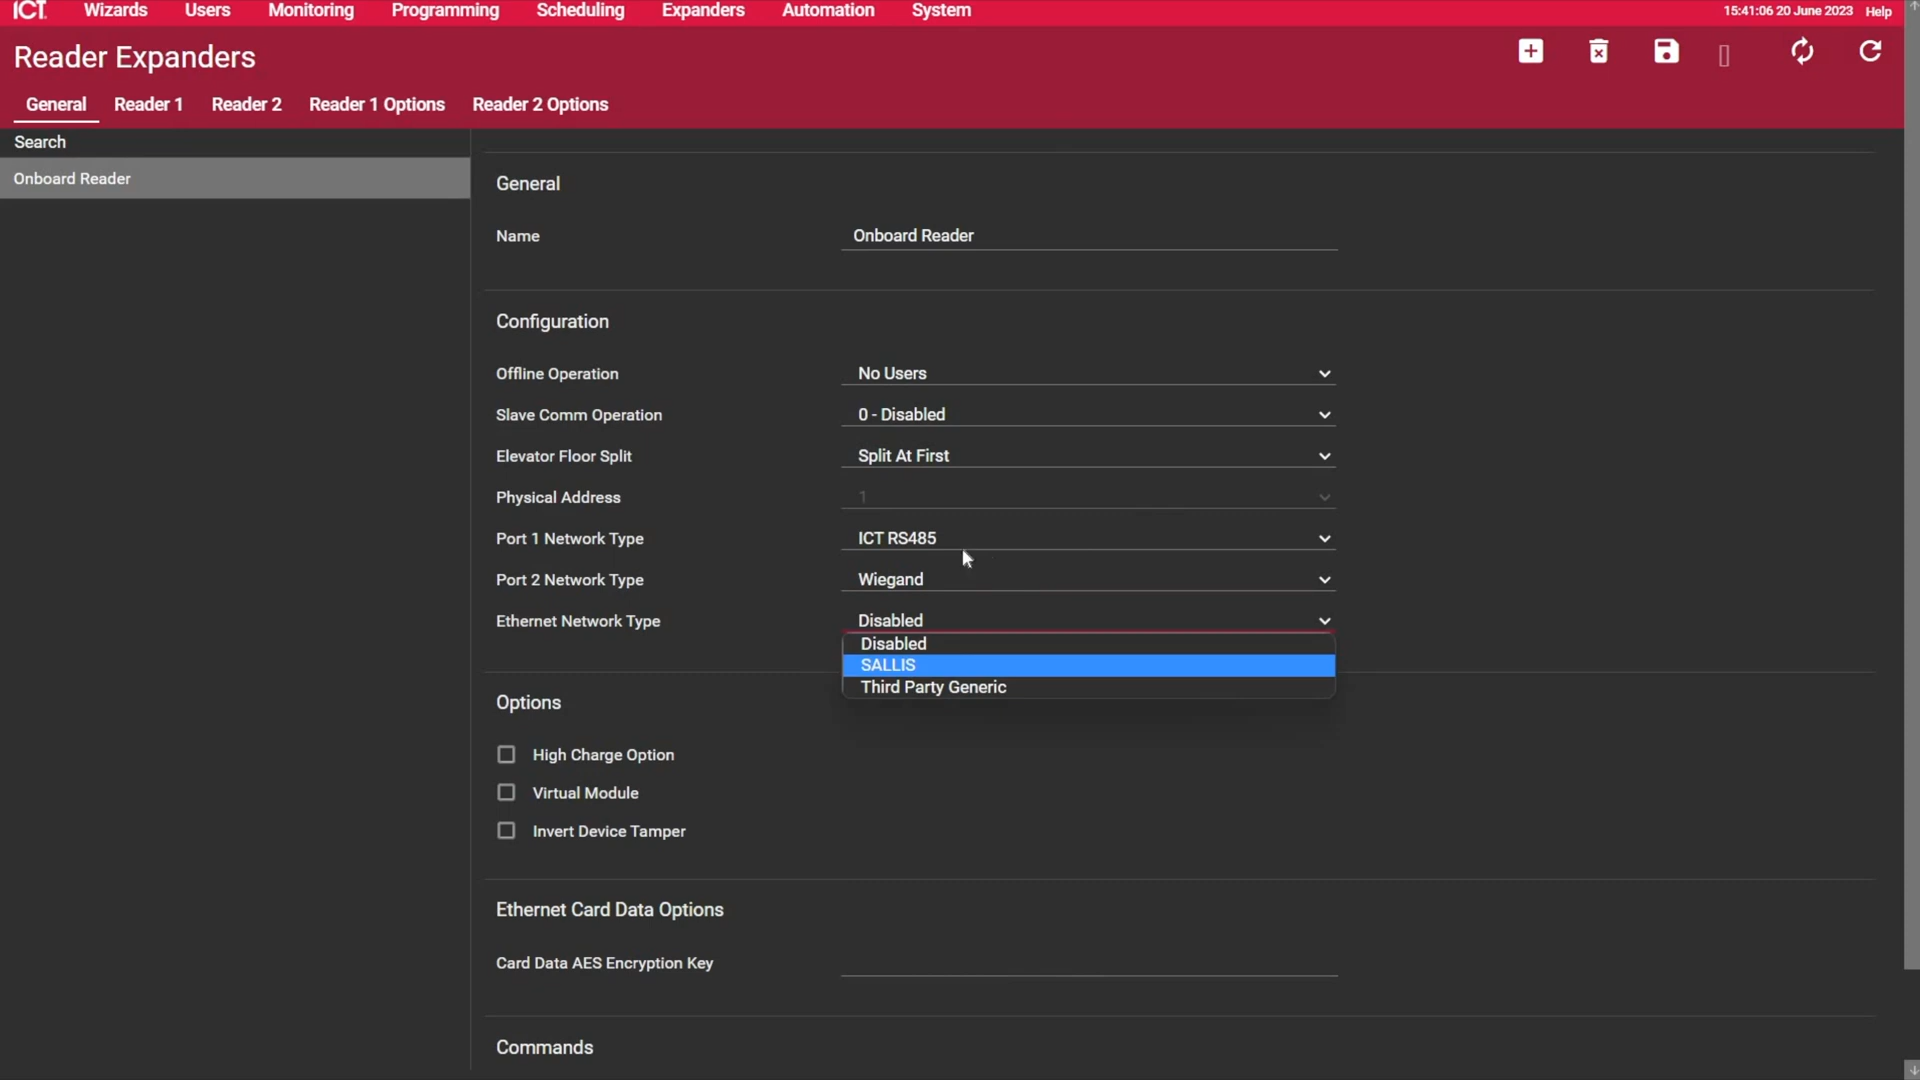 ICT. Wizards Users Monitoring Programming Scheduling Expanders Automation System 15:41:06 20 June 2023 Help
Reader Expanders
General Reader 1 Reader 2 Reader 1 Options Reader 2 Options
Search
Onboard Reader
General
Name Onboard Reader
Configuration
Offline Operation No Users
Slave Comm Operation 0 - Disabled
Elevator Floor Split Split At First
Physical Address 1
Port 1 Network Type ICT RS485
Port 2 Network Type Wiegand
Ethernet Network Type Disabled
Disabled
SALLIS
Third Party Generic
Options
High Charge Option
Virtual Module
Invert Device Tamper
Ethernet Card Data Options
Card Data AES Encryption Key
Commands